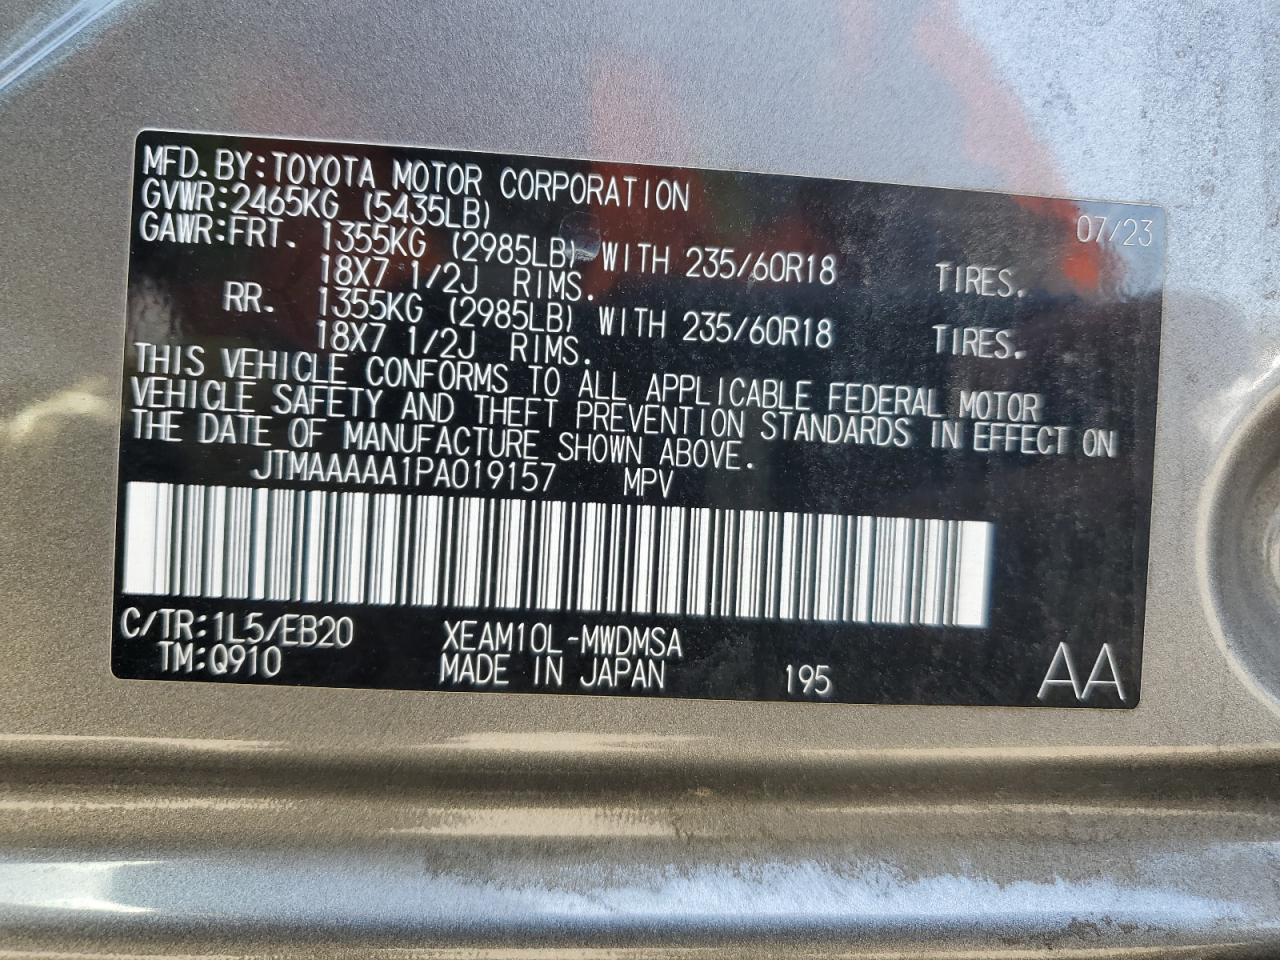 MFD.BY:TOYOTA MOTOR CORPORATION 07/23
GVWR:2465KG (5435LB)
GAWR:FRT. 1355KG (2985LB) WITH 235/60R18 TIRES.
18X7 1/2J RIMS.
RR. 1355KG (2985LB) WITH 235/60R18 TIRES.
18X7 1/2J RIMS.
THIS VEHICLE CONFORMS TO ALL APPLICABLE FEDERAL MOTOR
VEHICLE SAFETY AND THEFT PREVENTION STANDARDS IN EFFECT ON
THE DATE OF MANUFACTURE SHOWN ABOVE.
JTMAAAAA1PA019157 MPV
C/TR:1L5/EB20 XEAM10L-MWDMSA
TM:Q910 MADE IN JAPAN 195 AA